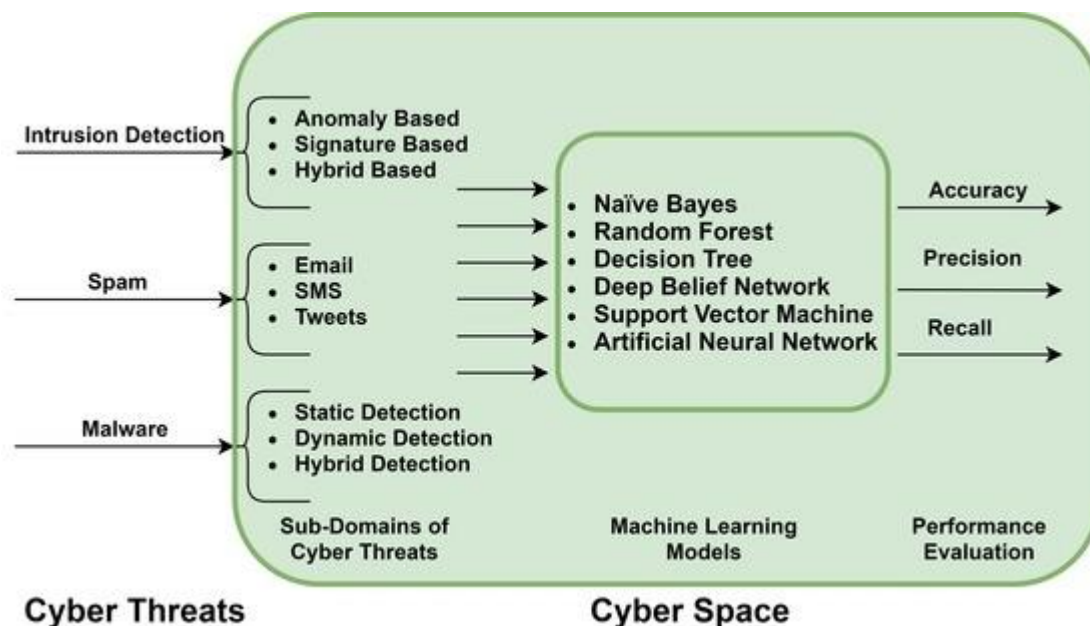 Intrusion Detection
• Anomaly Based
• Signature Based
• Hybrid Based
Spam
• Email
• SMS
• Tweets
Malware
• Static Detection
• Dynamic Detection
• Hybrid Detection
Sub-Domains of
Cyber Threats
• Naïve Bayes
• Random Forest
• Decision Tree
• Deep Belief Network
• Support Vector Machine
• Artificial Neural Network
Machine Learning
Models
Accuracy
Precision
Recall
Performance
Evaluation
Cyber Threats
Cyber Space